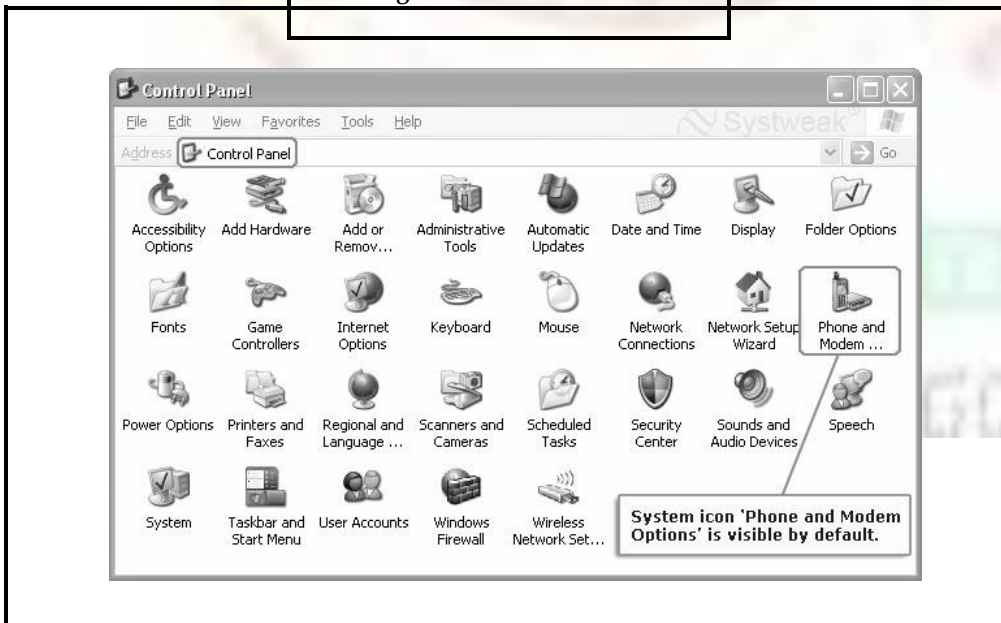 Control Panel
File Edit View Favorites Tools Help
Systweak®
Address Control Panel Go
Accessibility Options
Add Hardware
Add or Remov...
Administrative Tools
Automatic Updates
Date and Time
Display
Folder Options
Fonts
Game Controllers
Internet Options
Keyboard
Mouse
Network Connections
Network Setup Wizard
Phone and Modem ...
Power Options
Printers and Faxes
Regional and Language ...
Scanners and Cameras
Scheduled Tasks
Security Center
Sounds and Audio Devices
Speech
System
Taskbar and Start Menu
User Accounts
Windows Firewall
Wireless Network Set...
System icon 'Phone and Modem
Options' is visible by default.